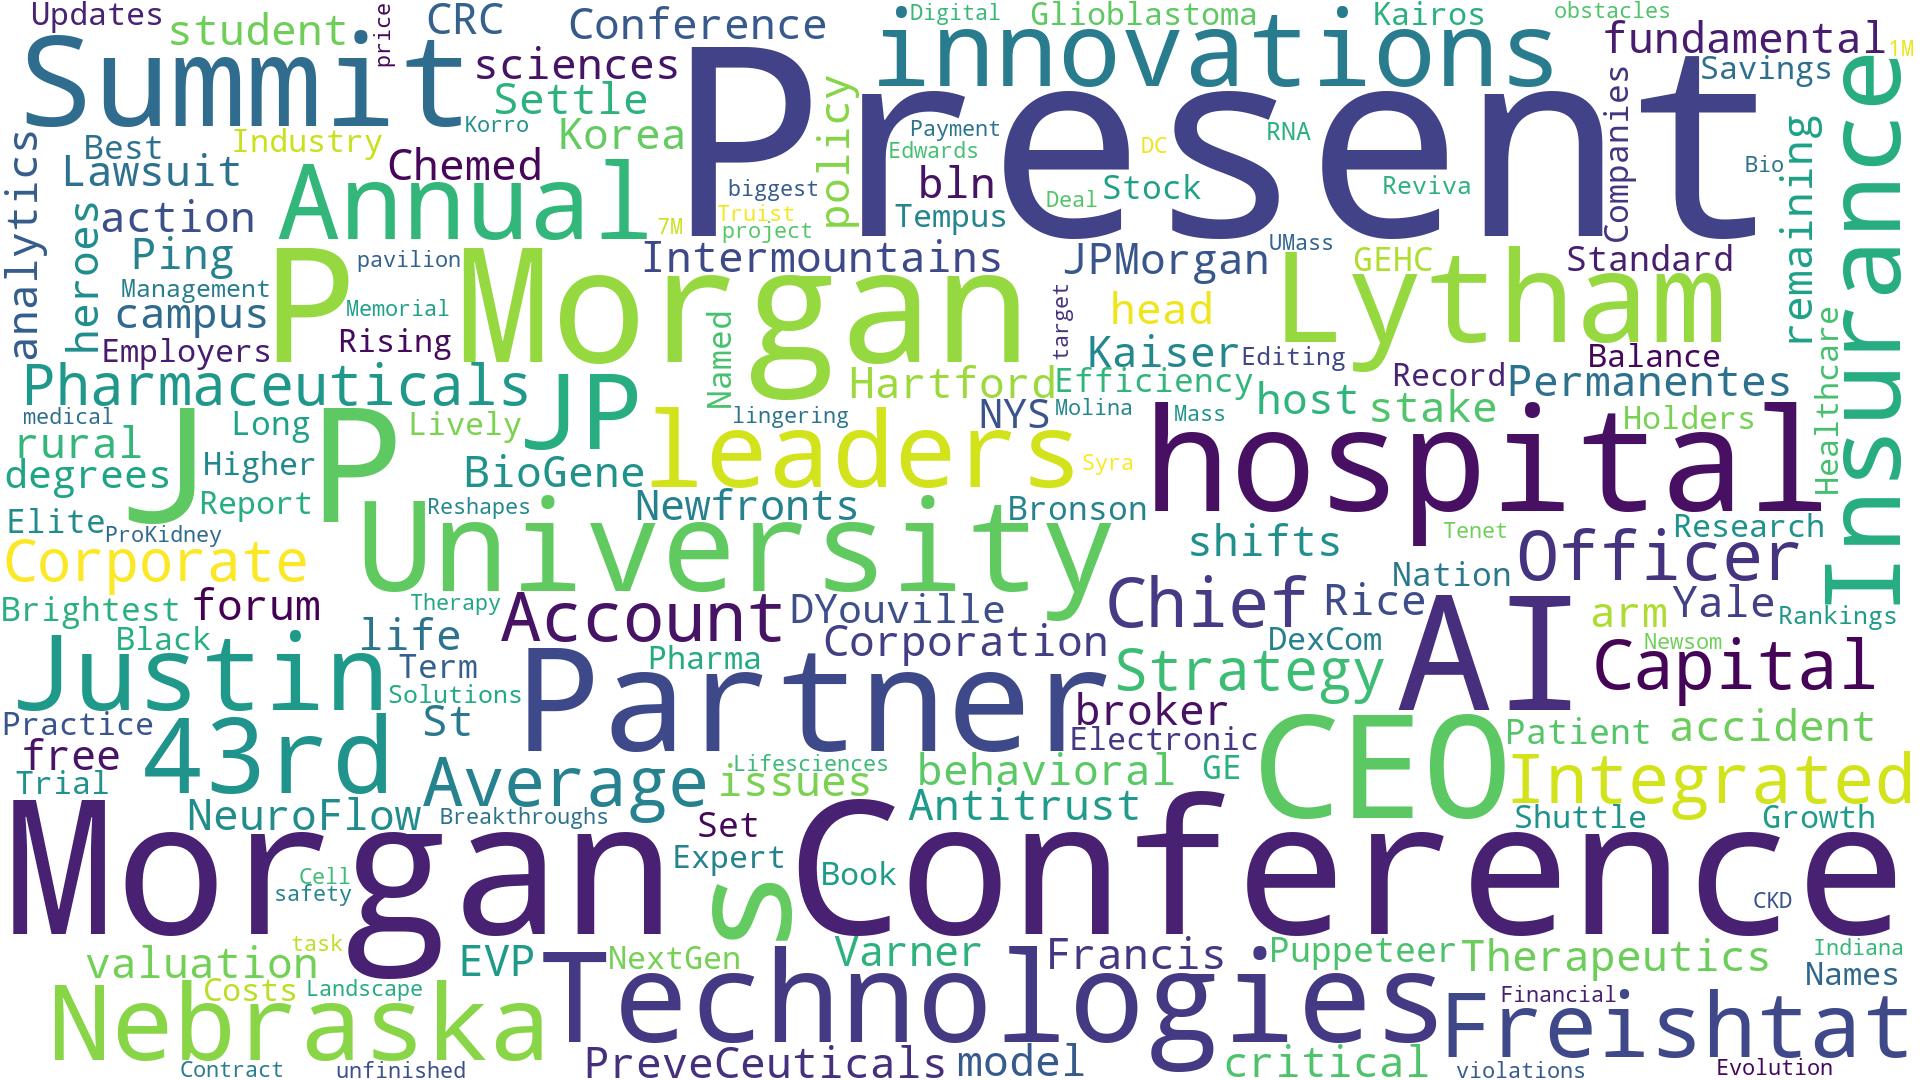 Updates
student
price
CRC
Conference
Digital
Glioblastoma
Kairos
obstacles
Summit
sciences
innovations
fundamental
1M
Settle
Present
Savings
Korro
Korea
policy
Payment
Edwards
DC
RNA
Companies
Insurance
analytics
Best
Industry
Lawsuit
Chemed
Annual
biggest
bln
Stock
Deal
Reviva
Bio
remaining
heroes
action
7M
Truist
project
Tempus
Ping
pavilion
Intermountains
JPMorgan
UMass
GEHC
Standard
Management
campus
P
Memorial
Morgan
target
head
Lytham
Employers
Rising
Named
Kaiser
Editing
Balance
Healthcare
Pharmaceuticals
JP
Hartford
Efficiency
host
Record
Permanentes
medical
Long
Lively
lingering
NYS
Molina
Mass
stake
Holders
rural
J
P
leaders
hospital
degrees
Higher
BioGene
Syra
Report
Reshapes
Newfronts
Bronson
Elite
ProKidney
University
shifts
Tenet
Research
Corporate
Officer
Nation
Brightest
forum
Therapy
Account
DYouville
Chief
Rice
AI
arm
Yale
Rankings
Black
life
Corporation
DexCom
Newsom
Justin
Term
Partner
Pharma
Strategy
Capital
Solutions
Practice
St
broker
free
43rd
Electronic
CEO
Patient
accident
Trial
Average
Lifesciences
issues
behavioral
GE
Integrated
NeuroFlow
Breakthroughs
Set
Antitrust
Shuttle
Growth
Morgan
Expert
Conference
Cell
safety
s
Book
CKD
task
valuation
EVP
NextGen
Varner
Francis
Puppeteer
Therapeutics
Indiana
Costs
Landscape
Technologies
Names
Nebraska
Financial
Freishtat
Contract
unfinished
PreveCeuticals
model
critical
violations
Evolution